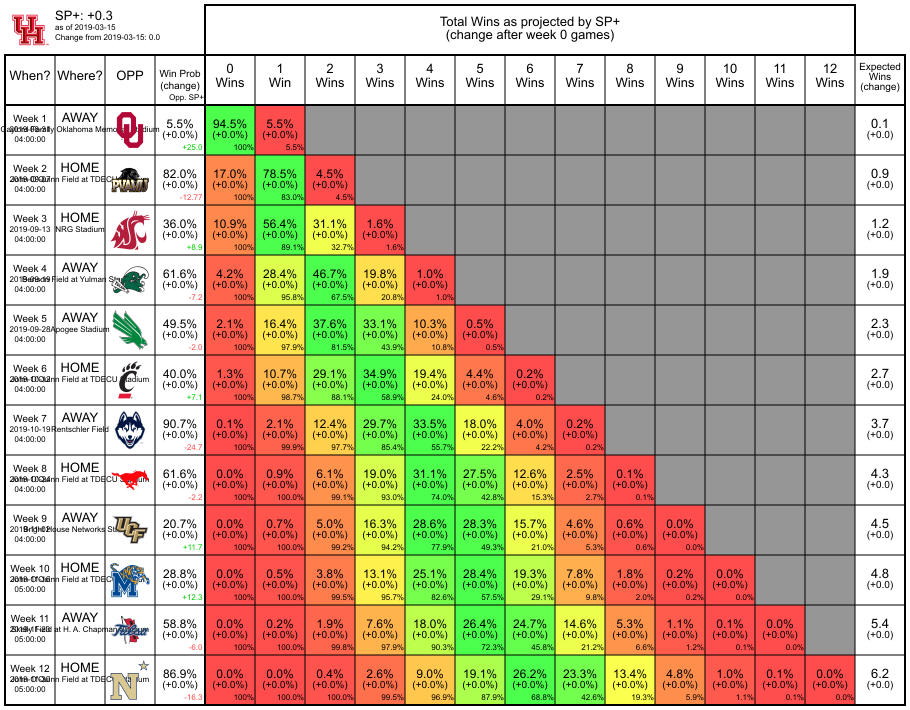 SP+: +0.3
as of 2019-03-15
Change from 2019-03-15: 0.0
Total Wins as projected by SP+
(change after week 0 games)
When? Where? OPP Win Prob (change) Opp. SP+ 0 Wins 1 Win 2 Wins 3 Wins 4 Wins 5 Wins 6 Wins 7 Wins 8 Wins 9 Wins 10 Wins 11 Wins 12 Wins Expected Wins (change)
Week 1 AWAY 5.5% 94.5% 5.5% 0.1
Oklahoma OU (+0.0%) (+0.0%) (+0.0%) (+0.0)
04:00:00 +25.0 100% 5.5%
Week 2 HOME 82.0% 17.0% 78.5% 4.5% 0.9
Field at PVAMU (+0.0%) (+0.0%) (+0.0%) (+0.0%) (+0.0)
04:00:00 -12.77 100% 83.0% 4.5%
Week 3 HOME 36.0% 10.9% 56.4% 31.1% 1.6% 1.2
2019-09-13 NRG Stadium (+0.0%) (+0.0%) (+0.0%) (+0.0%) (+0.0%) (+0.0)
04:00:00 +8.9 100% 89.1% 32.7% 1.6%
Week 4 AWAY 61.6% 4.2% 28.4% 46.7% 19.8% 1.0% 1.9
Field at Yulman (+0.0%) (+0.0%) (+0.0%) (+0.0%) (+0.0%) (+0.0%) (+0.0)
04:00:00 -7.2 100% 95.8% 67.5% 20.8% 1.0%
Week 5 AWAY 49.5% 2.1% 16.4% 37.6% 33.1% 10.3% 0.5% 2.3
2019-09-28 Apogee Stadium (+0.0%) (+0.0%) (+0.0%) (+0.0%) (+0.0%) (+0.0%) (+0.0%) (+0.0)
04:00:00 -2.0 100% 97.9% 81.5% 43.9% 10.8% 0.5%
Week 6 HOME 40.0% 1.3% 10.7% 29.1% 34.9% 19.4% 4.4% 0.2% 2.7
Field at TDECU C (+0.0%) (+0.0%) (+0.0%) (+0.0%) (+0.0%) (+0.0%) (+0.0%) (+0.0%) (+0.0)
04:00:00 +7.1 100% 98.7% 88.1% 58.9% 24.0% 4.6% 0.2%
Week 7 AWAY 90.7% 0.1% 2.1% 12.4% 29.7% 33.5% 18.0% 4.0% 0.2% 3.7
2019-10-19 Rentschler Field (+0.0%) (+0.0%) (+0.0%) (+0.0%) (+0.0%) (+0.0%) (+0.0%) (+0.0%) (+0.0%) (+0.0)
04:00:00 -24.7 100% 99.9% 97.7% 85.4% 55.7% 22.2% 4.2% 0.2%
Week 8 HOME 61.6% 0.0% 0.9% 6.1% 19.0% 31.1% 27.5% 12.6% 2.5% 0.1% 4.3
Field at TDECU (+0.0%) (+0.0%) (+0.0%) (+0.0%) (+0.0%) (+0.0%) (+0.0%) (+0.0%) (+0.0%) (+0.0%) (+0.0)
04:00:00 -2.2 100% 100.0% 99.1% 93.0% 74.0% 42.8% 15.3% 2.7% 0.1%
Week 9 AWAY 20.7% 0.0% 0.7% 5.0% 16.3% 28.6% 28.3% 15.7% 4.6% 0.6% 0.0% 4.5
House Networks UCF (+0.0%) (+0.0%) (+0.0%) (+0.0%) (+0.0%) (+0.0%) (+0.0%) (+0.0%) (+0.0%) (+0.0%) (+0.0%) (+0.0)
04:00:00 +11.7 100% 100.0% 99.2% 94.2% 77.9% 49.3% 21.0% 5.3% 0.6% 0.0%
Week 10 HOME 28.8% 0.0% 0.5% 3.8% 13.1% 25.1% 28.4% 19.3% 7.8% 1.8% 0.2% 0.0% 4.8
Field at M (+0.0%) (+0.0%) (+0.0%) (+0.0%) (+0.0%) (+0.0%) (+0.0%) (+0.0%) (+0.0%) (+0.0%) (+0.0%) (+0.0%) (+0.0)
05:00:00 +12.3 100% 100.0% 99.5% 95.7% 82.6% 57.5% 29.1% 9.8% 2.0% 0.2% 0.0%
Week 11 AWAY 58.8% 0.0% 0.2% 1.9% 7.6% 18.0% 26.4% 24.7% 14.6% 5.3% 1.1% 0.1% 0.0% 5.4
Field at H. A. Chapman (+0.0%) (+0.0%) (+0.0%) (+0.0%) (+0.0%) (+0.0%) (+0.0%) (+0.0%) (+0.0%) (+0.0%) (+0.0%) (+0.0%) (+0.0%) (+0.0)
05:00:00 -6.0 100% 100.0% 99.8% 97.9% 90.3% 72.3% 45.8% 21.2% 6.6% 1.2% 0.1% 0.0%
Week 12 HOME 86.9% 0.0% 0.0% 0.4% 2.6% 9.0% 19.1% 26.2% 23.3% 13.4% 4.8% 1.0% 0.1% 0.0% 6.2
Field at N (+0.0%) (+0.0%) (+0.0%) (+0.0%) (+0.0%) (+0.0%) (+0.0%) (+0.0%) (+0.0%) (+0.0%) (+0.0%) (+0.0%) (+0.0%) (+0.0%) (+0.0)
05:00:00 -16.3 100% 100.0% 100.0% 99.5% 96.9% 87.9% 68.8% 42.6% 19.3% 5.9% 1.1% 0.1% 0.0%